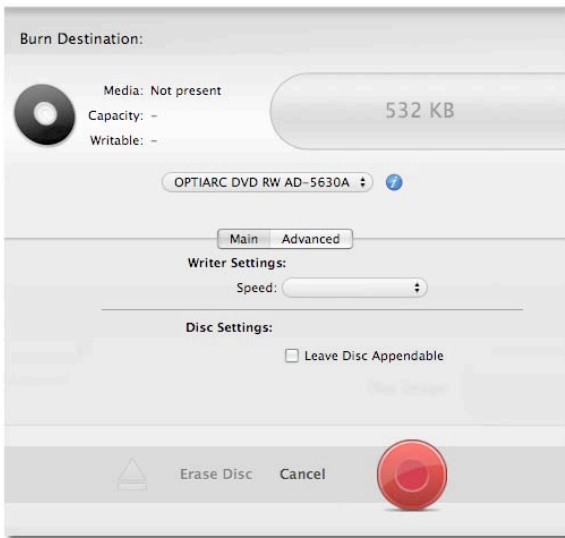 Burn Destination:
Media: Not present
Capacity: –
Writable: –
532 KB
OPTIARC DVD RW AD-5630A
Main Advanced
Writer Settings:
Speed:
Disc Settings:
Leave Disc Appendable
Erase Disc Cancel